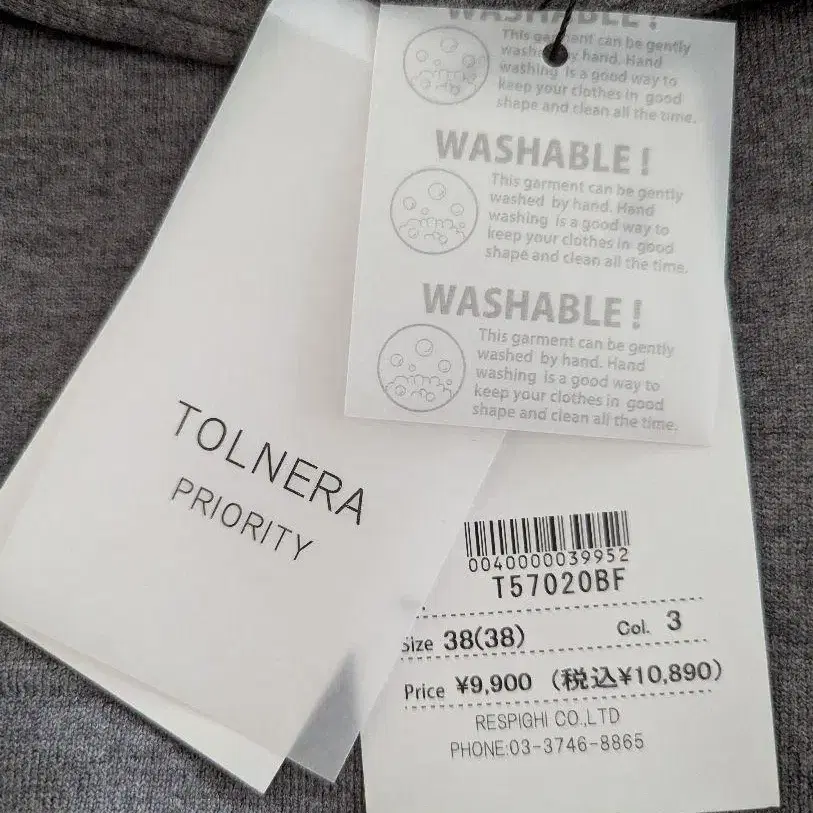 WASHABLE!
This garment can be gently
washed by hand. Hand
washing is a good way to
keep your clothes in good
shape and clean all the time.
WASHABLE!
This garment can be gently
washed by hand. Hand
washing is a good way to
keep your clothes in good
shape and clean all the time.
WASHABLE!
This garment can be gently
washed by hand. Hand
washing is a good way to
keep your clothes in good
shape and clean all the time.
TOLNERA
PRIORITY
0040000039952
T57020BF
Size 38(38) Col. 3
Price ¥9,900 (税込¥10,890)
RESPIGHI CO.,LTD
PHONE:03-3746-8865